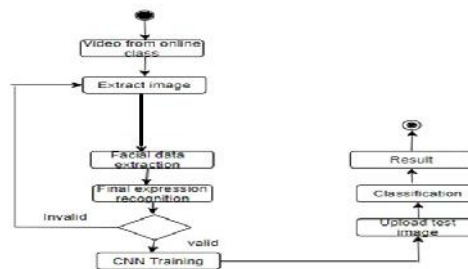 Video from online
class
Extract image
Facial data
extraction
Final expression
recognition
Invalid
valid
CNN Training
Result
Classification
Upload test
image